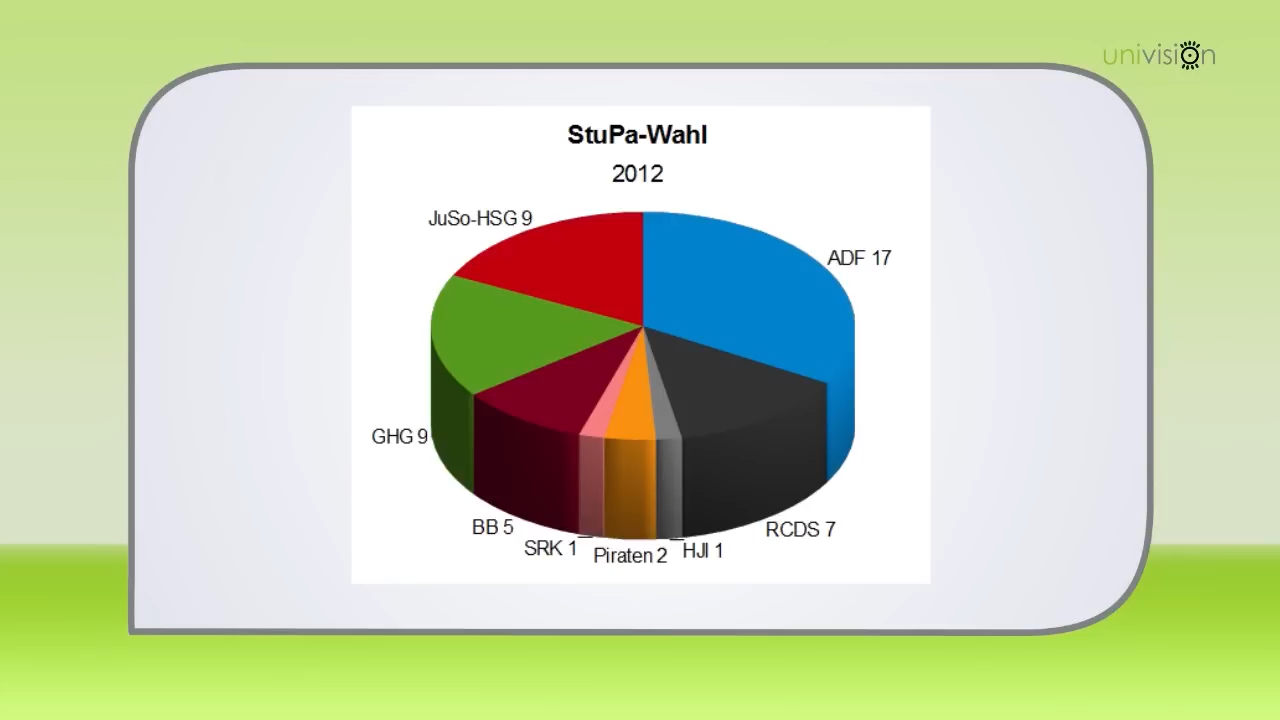 univision
StuPa-Wahl
2012
JuSo-HSG 9
ADF 17
GHG 9
BB 5
SRK 1
Piraten 2
HJI 1
RCDS 7